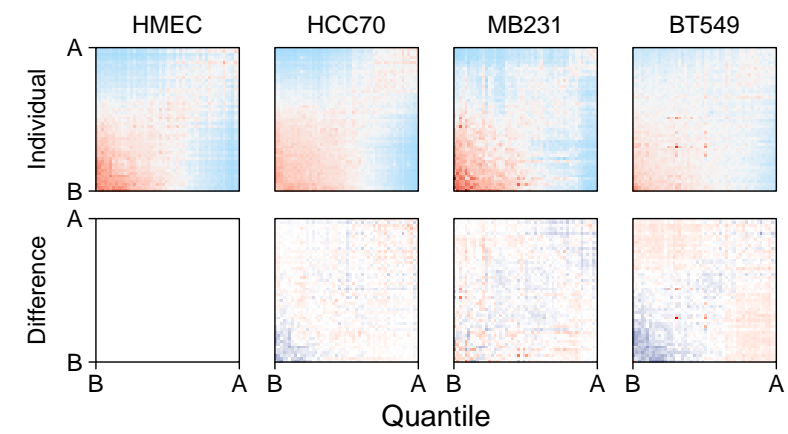 HMEC HCC70 MB231 BT549
A
Individual
B
A
Difference
B
B A B A B A B A
Quantile